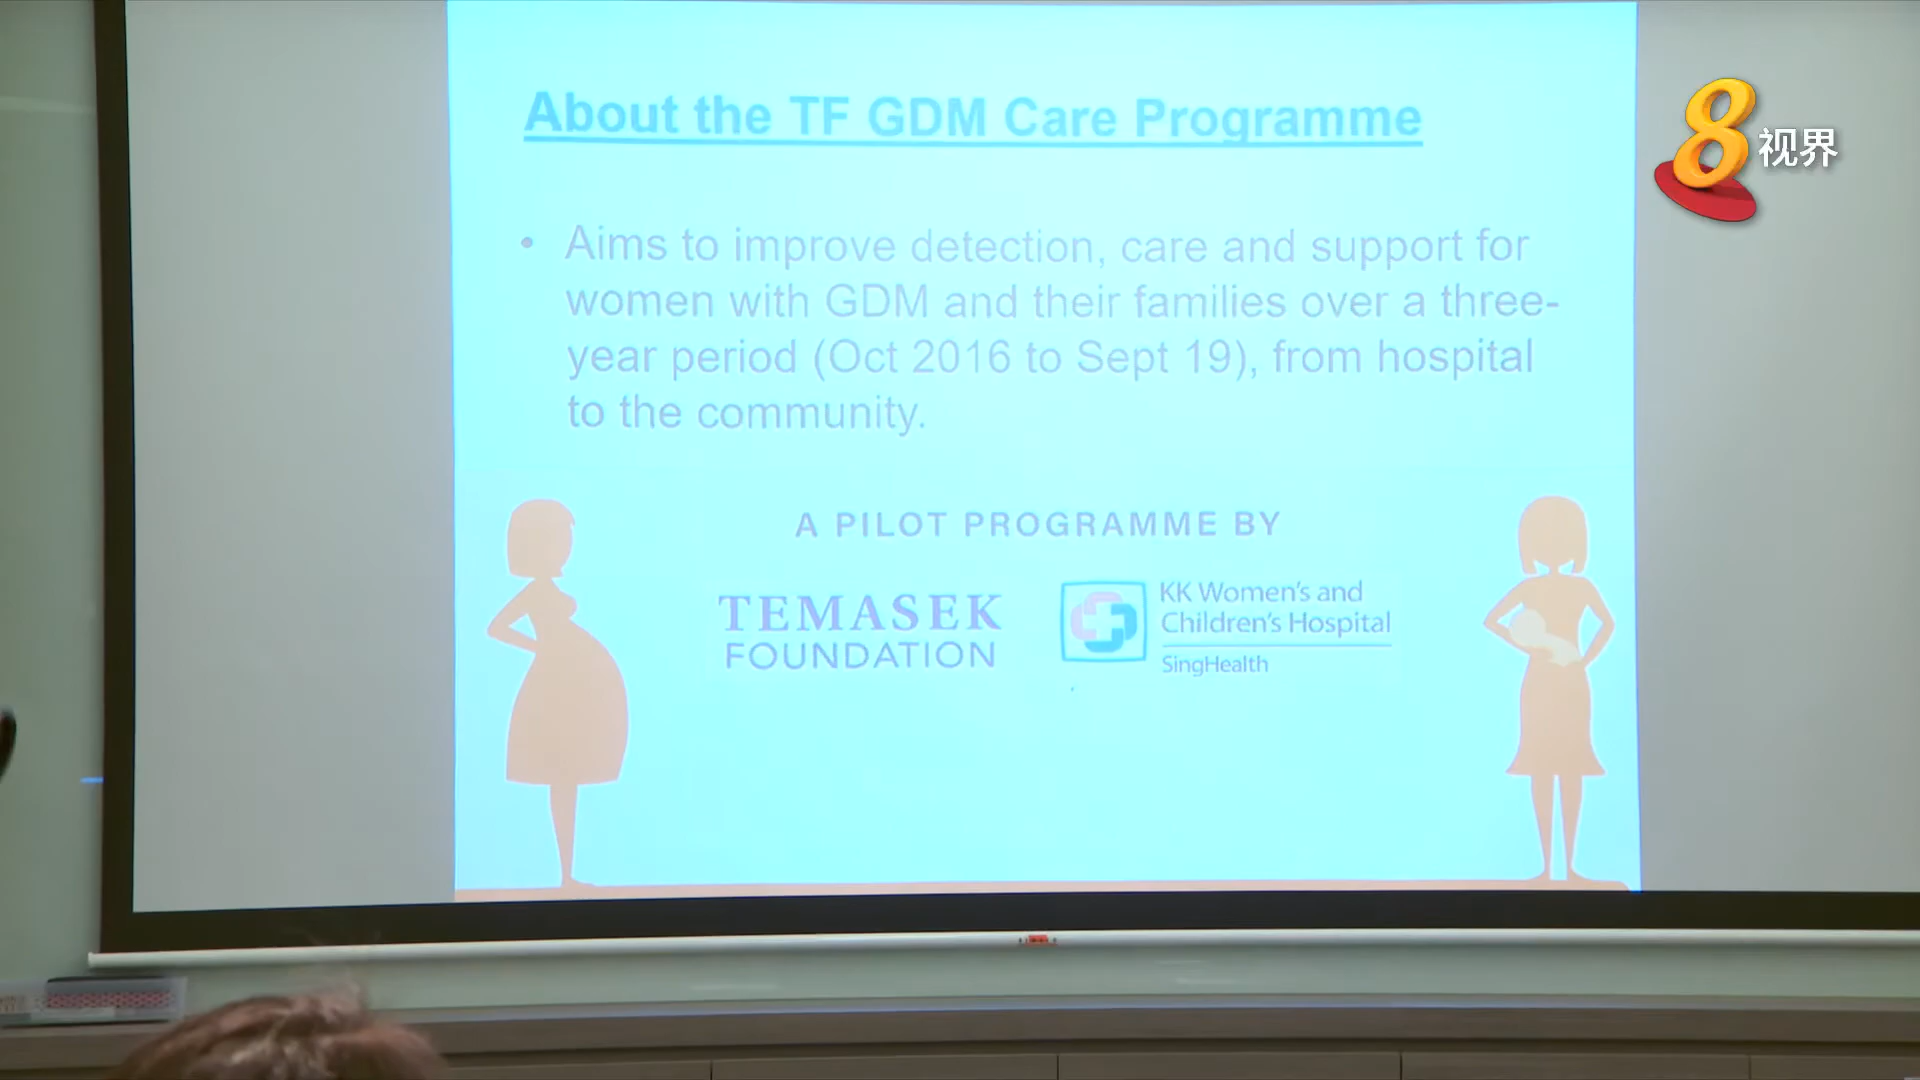 About the TF GDM Care Programme
8视界
• Aims to improve detection, care and support for
women with GDM and their families over a three-
year period (Oct 2016 to Sept 19), from hospital
to the community.
A PILOT PROGRAMME BY
TEMASEK
FOUNDATION
KK Women's and
Children's Hospital
SingHealth